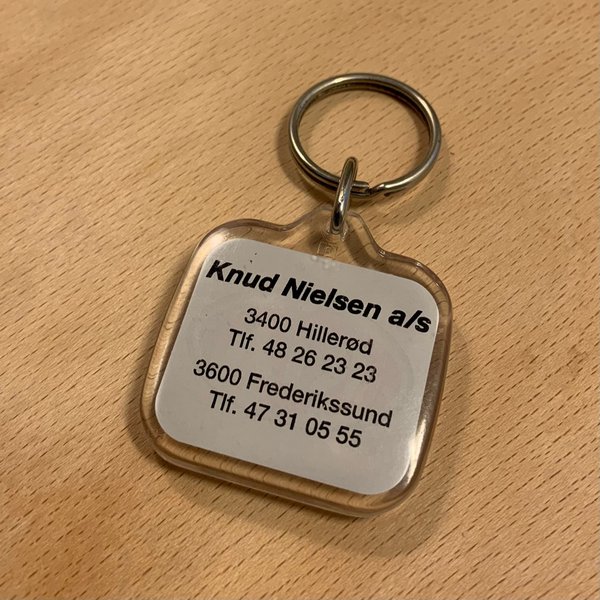 Knud Nielsen a/s
3400 Hillerød
Tlf. 48 26 23 23
3600 Frederikssund
Tlf. 47 31 05 55